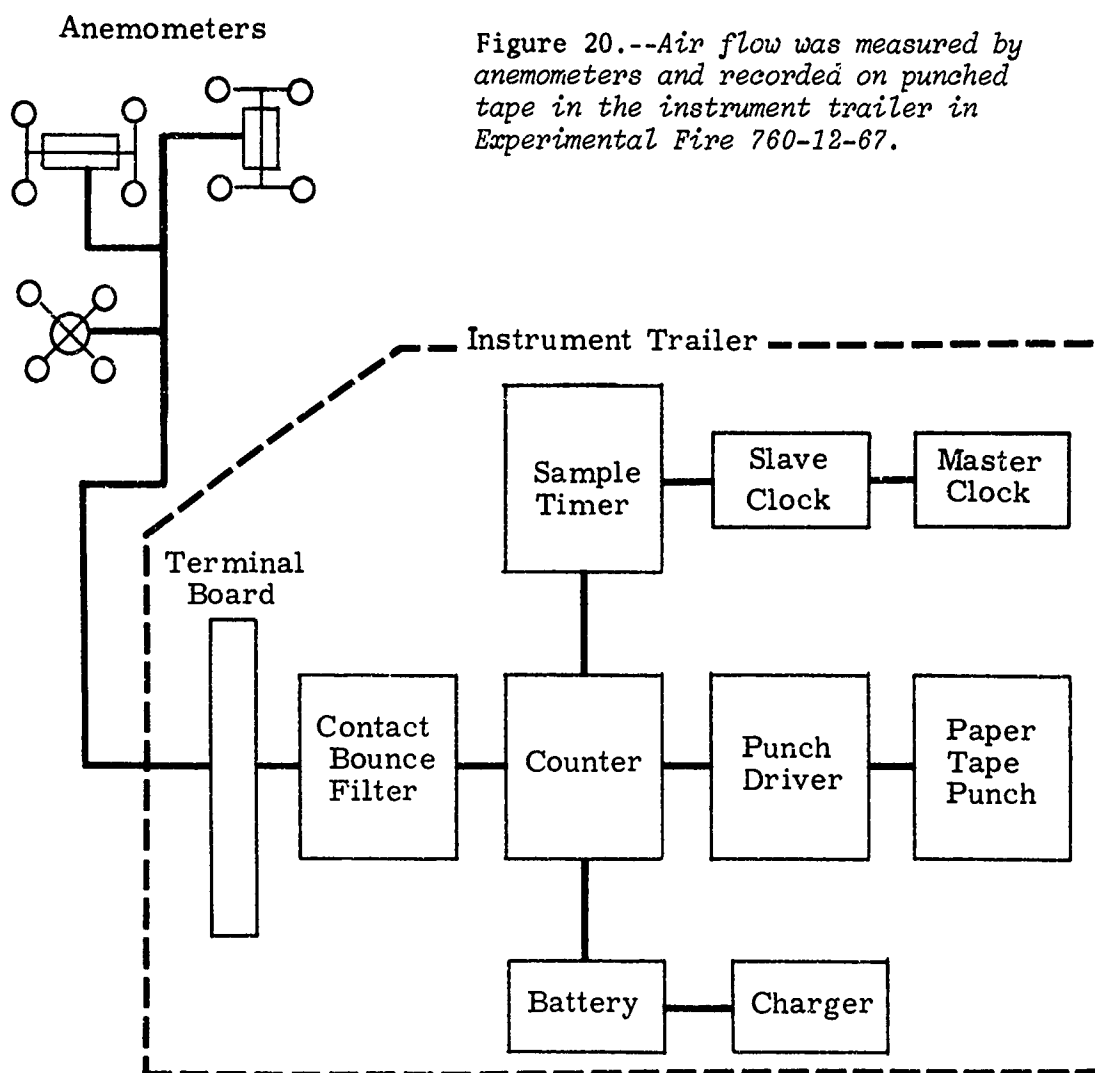 Anemometers
Figure 20.--Air flow was measured by
anemometers and recorded on punched
tape in the instrument trailer in
Experimental Fire 760-12-67.
Instrument Trailer
Sample
Timer
Slave
Clock
Master
Clock
Terminal
Board
Contact
Bounce
Filter
Counter
Punch
Driver
Paper
Tape
Punch
Battery
Charger